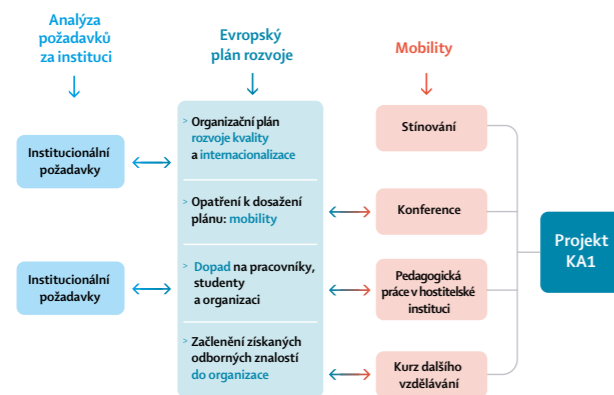 Analýza
požadavků
za instituci
Evropský
plán rozvoje
Mobility
Institucionální
požadavky
Institucionální
požadavky
> Organizační plán
rozvoje kvality
a internacionalizace
> Opatření k dosažení
plánu: mobility
> Dopad na pracovníky,
studenty
a organizaci
> Začlenění získaných
odborných znalostí
do organizace
Stínování
Konference
Pedagogická
práce v hostitelské
instituci
Kurz dalšího
vzdělávání
Projekt
KA1